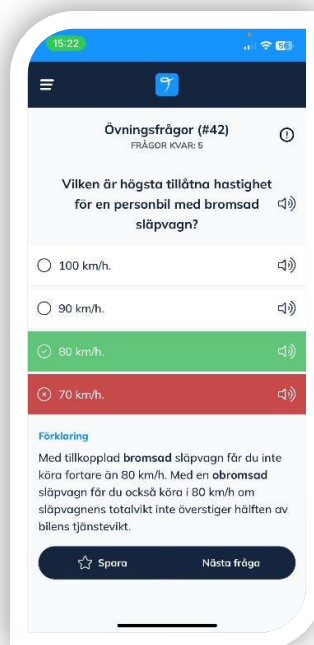 15:22
56
Övningsfrågor (#42)
FRÅGOR KVAR: 5
Vilken är högsta tillåtna hastighet
för en personbil med bromsad
släpvagn?
100 km/h.
90 km/h.
80 km/h.
70 km/h.
Förklaring
Med tillkopplad bromsad släpvagn får du inte
köra fortare än 80 km/h. Med en obromsad
släpvagn får du också köra i 80 km/h om
släpvagnens totalvikt inte överstiger hälften av
bilens tjänstevikt.
Spara Nästa fråga